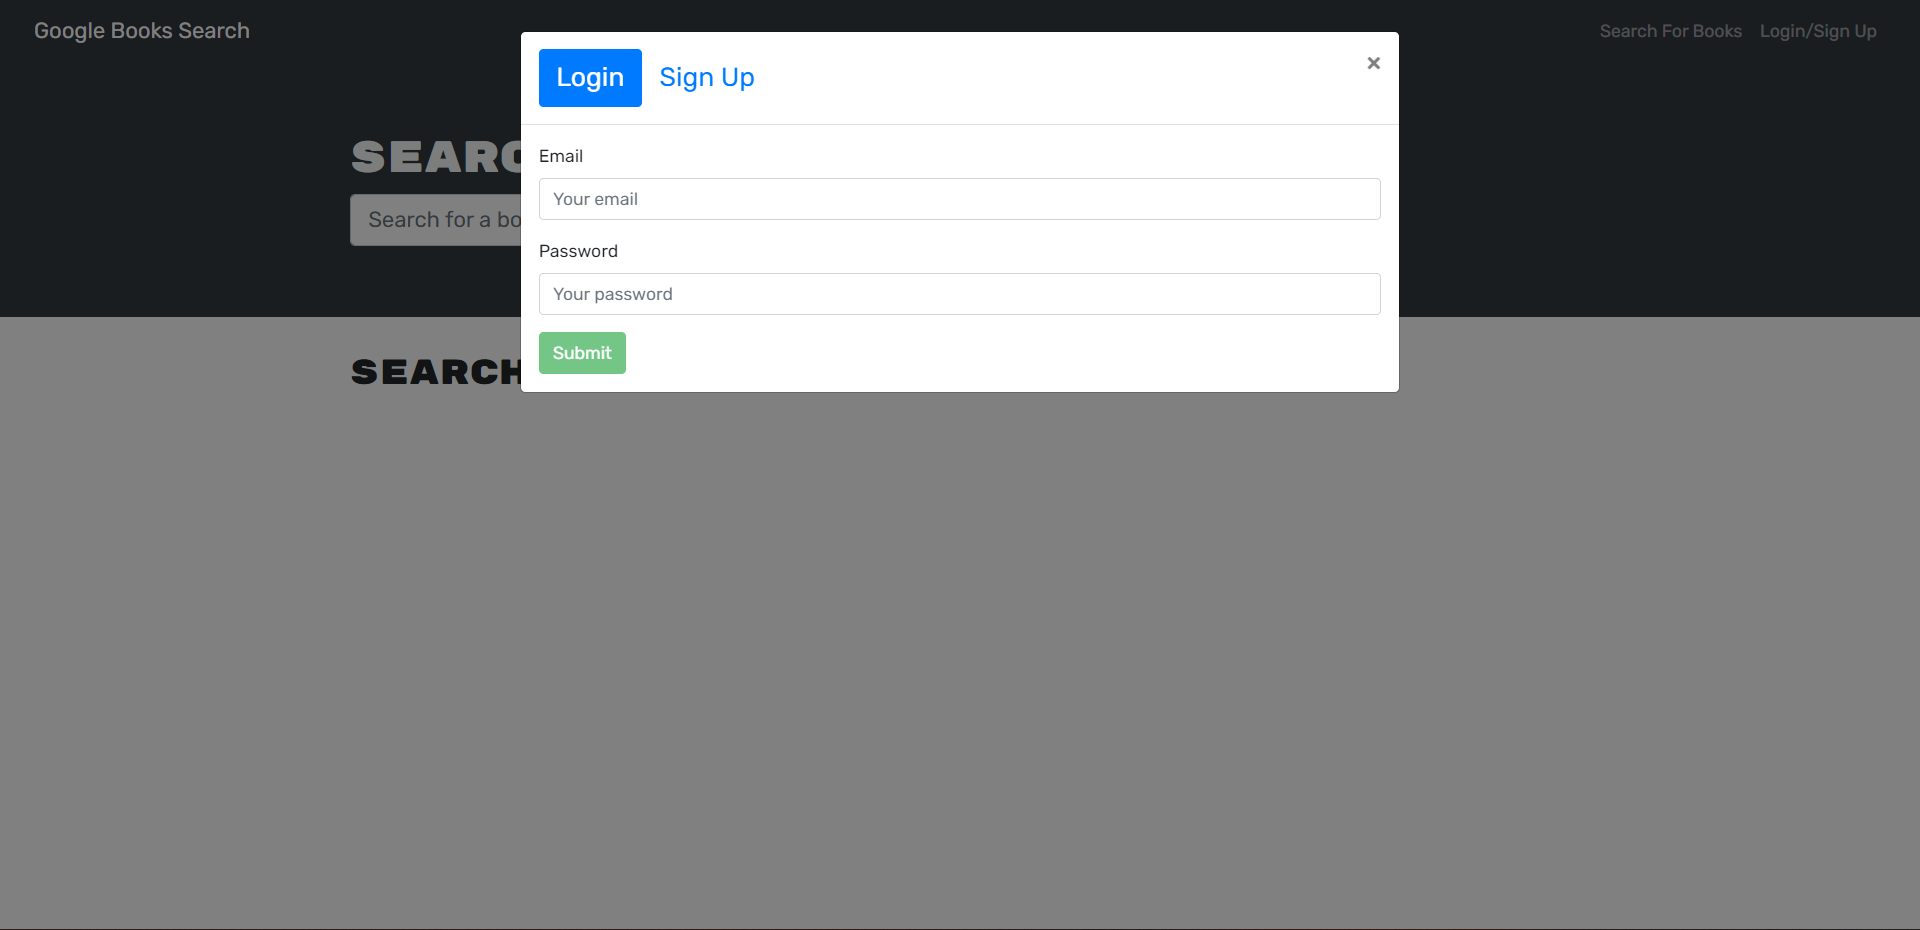 Google Books Search
Search For Books Login/Sign Up
Login Sign Up ×
SEARC
Email
Your email
Search for a bo
Password
Your password
Submit
SEARCH